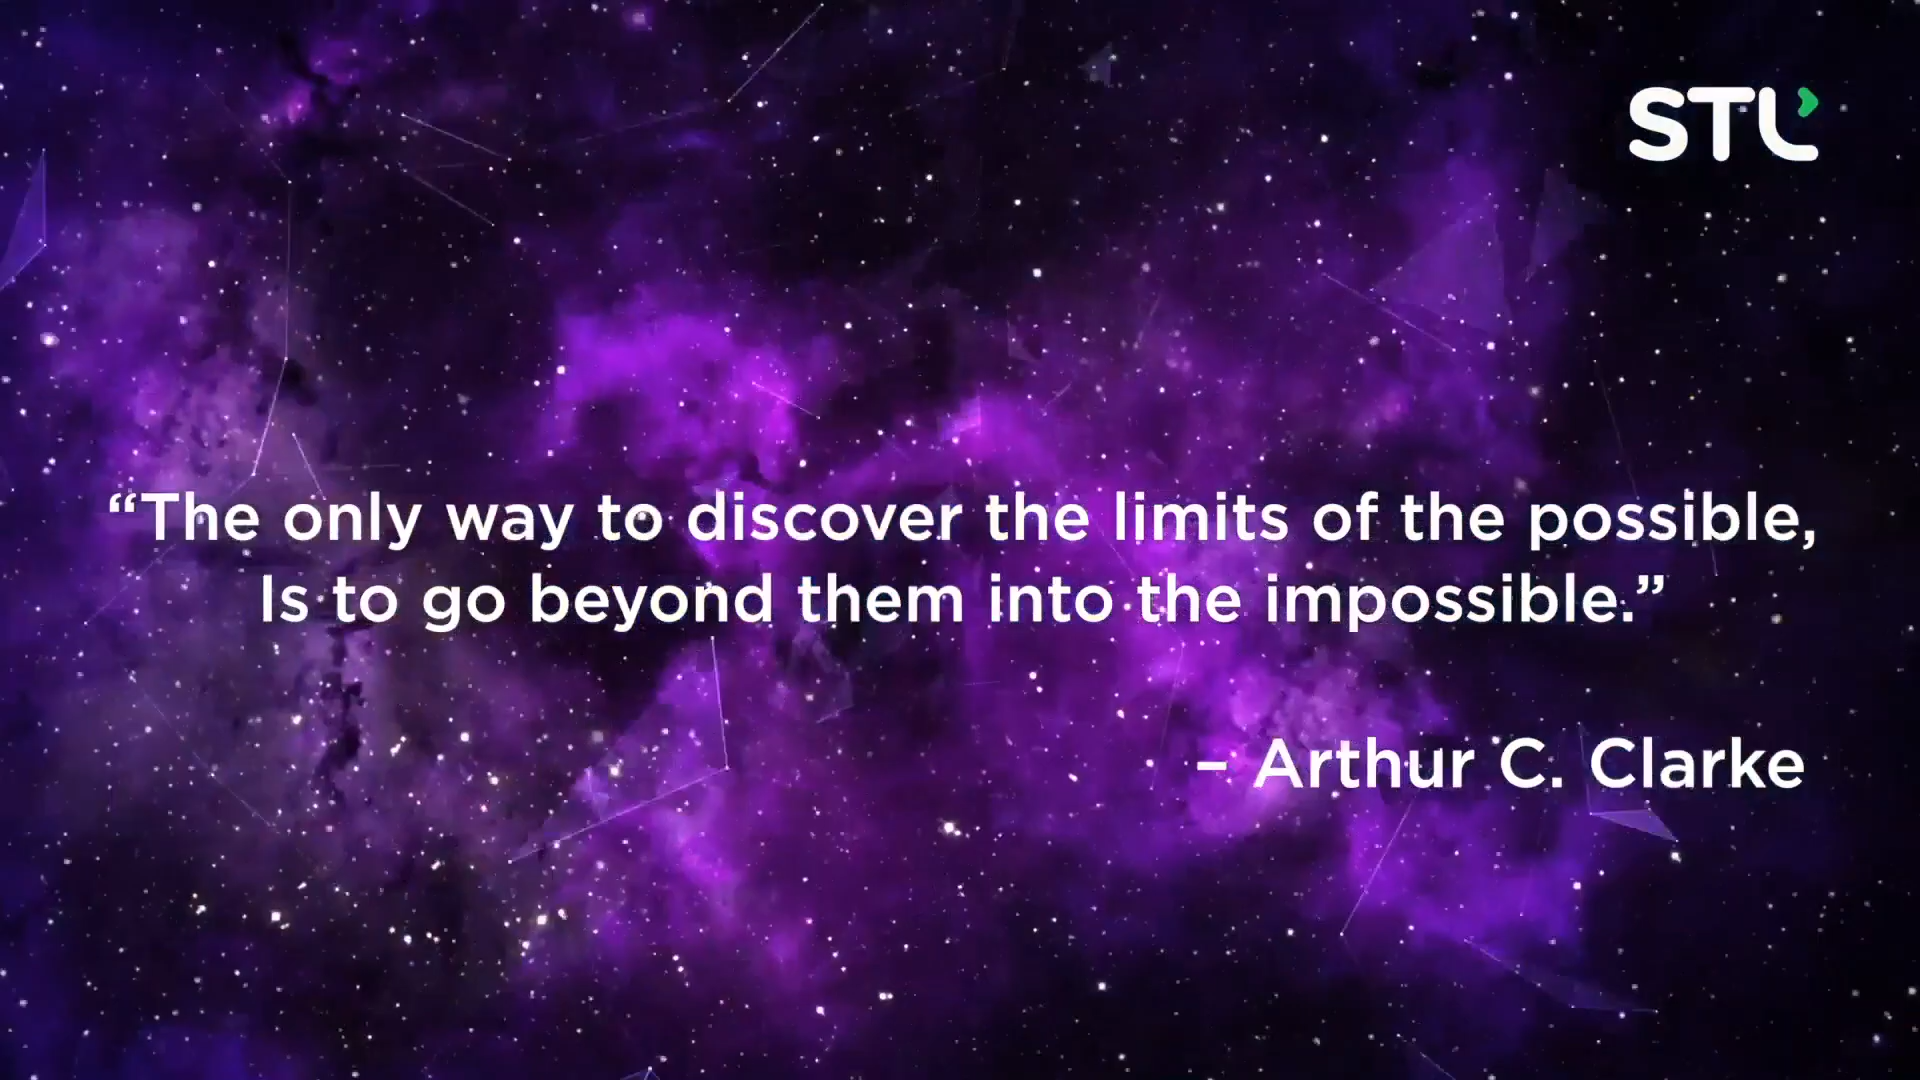 STL
“The only way to discover the limits of the possible,
Is to go beyond them into the impossible.”
– Arthur C. Clarke